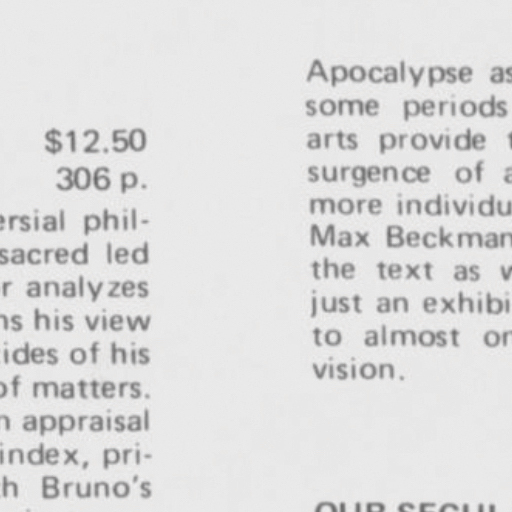 $12.50
306 p.
ersial phil-
sacred led
r analyzes
ns his view
ides of his
of matters.
n appraisal
index, pri-
h Bruno's
Apocalypse as
some periods
arts provide
surgence of a
more individu
Max Beckman
the text as w
just an exhibi
to almost on
vision.
OUR SECUL